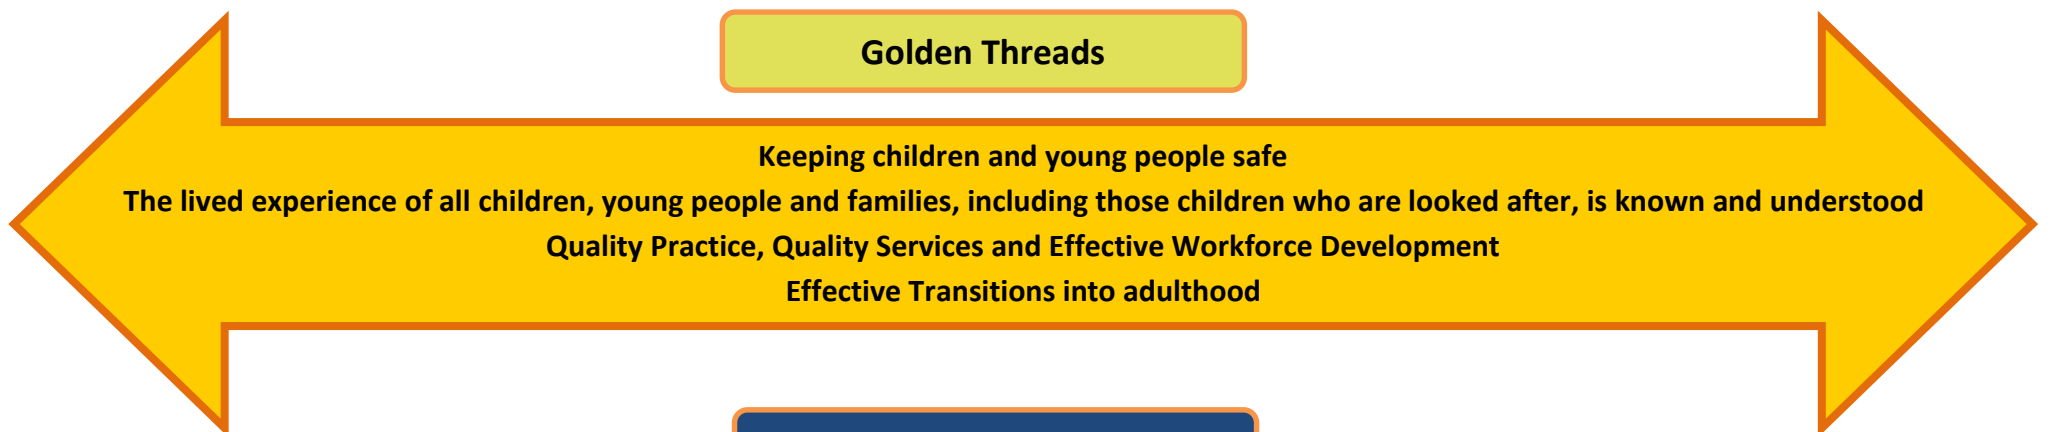 Golden Threads
Keeping children and young people safe
The lived experience of all children, young people and families, including those children who are looked after, is known and understood
Quality Practice, Quality Services and Effective Workforce Development
Effective Transitions into adulthood